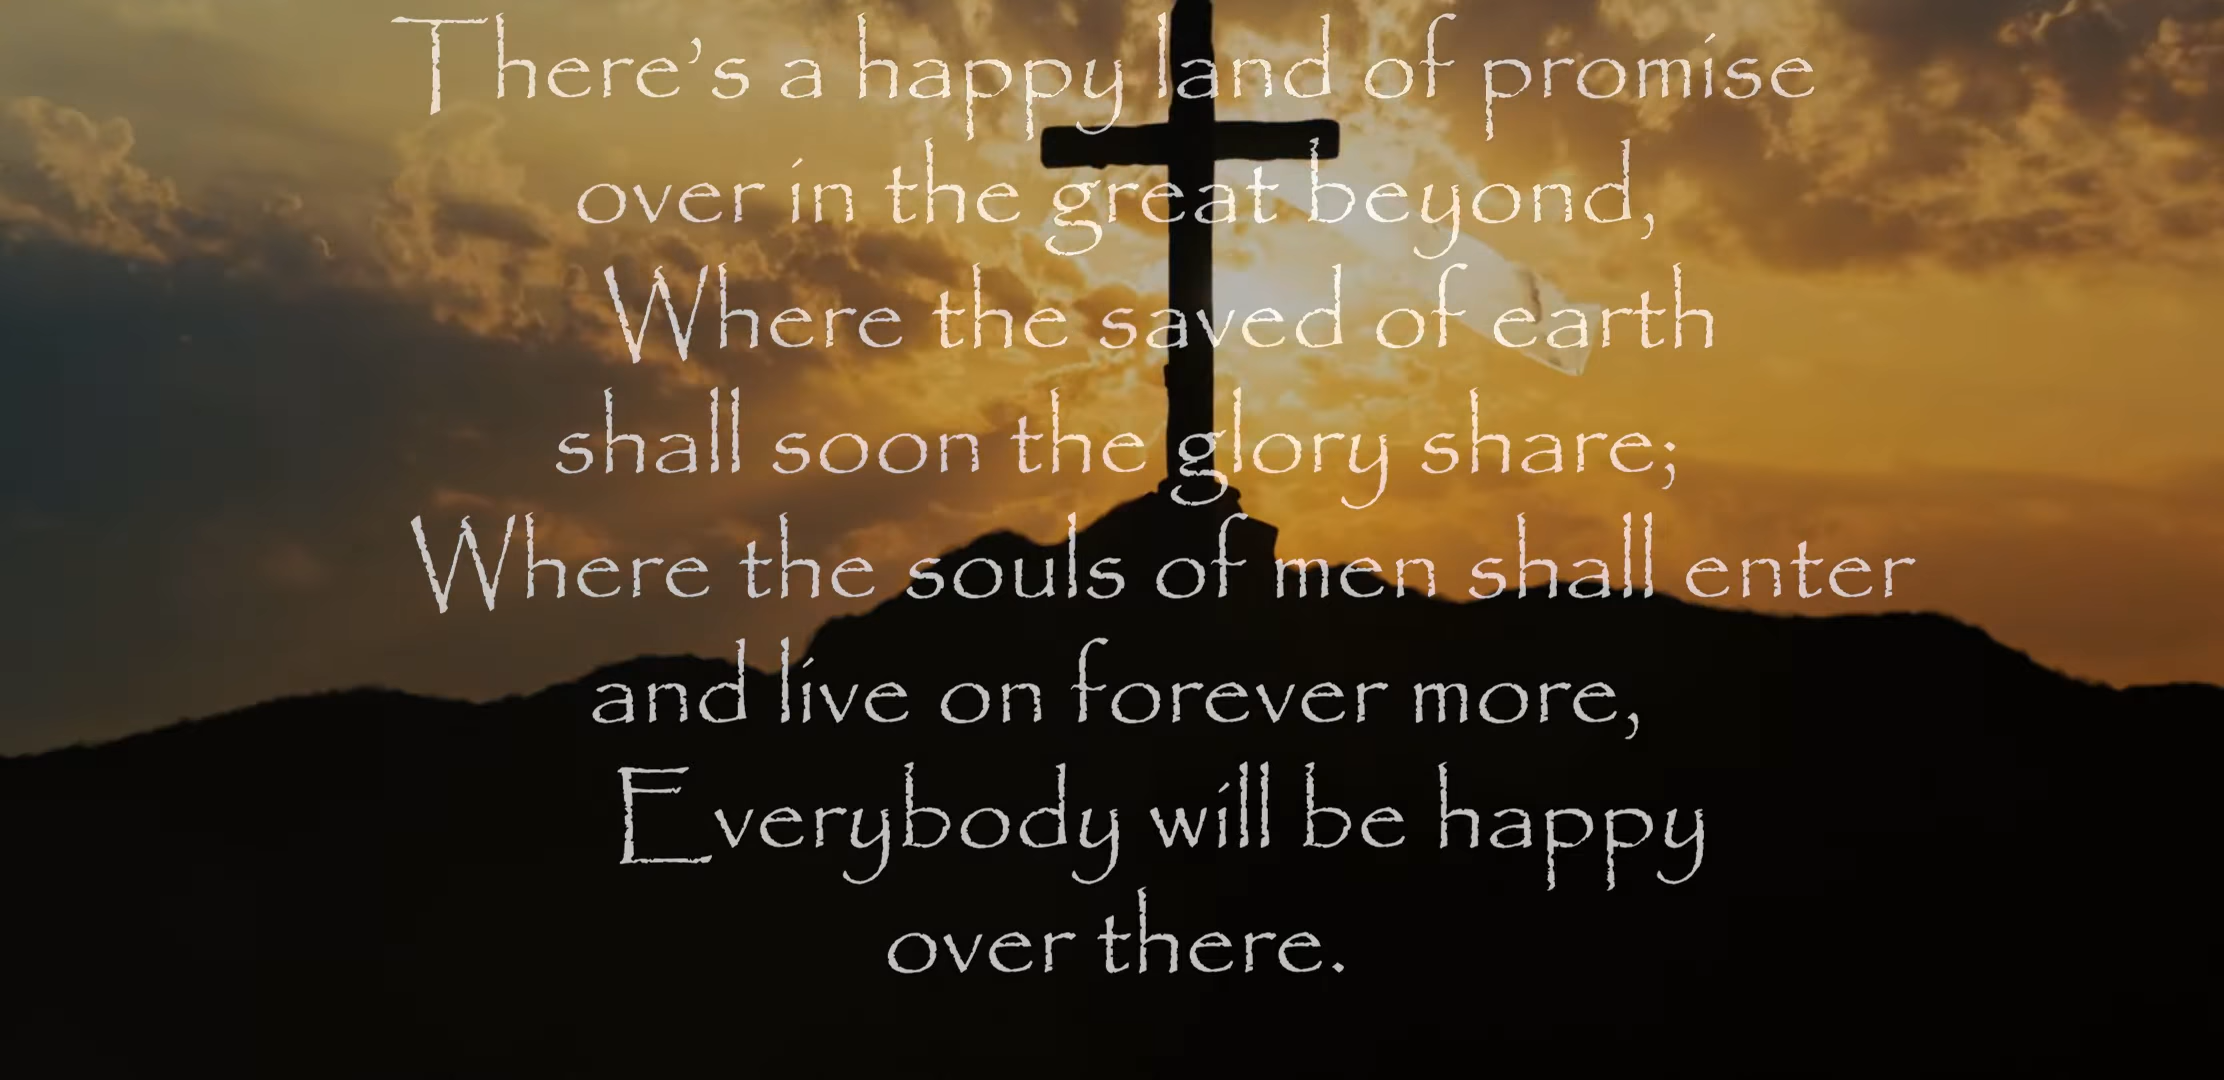 There’s a happy land of promise
over in the great beyond,
Where the saved of earth
shall soon the glory share;
Where the souls of men shall enter
and live on forever more,
Everybody will be happy
over there.